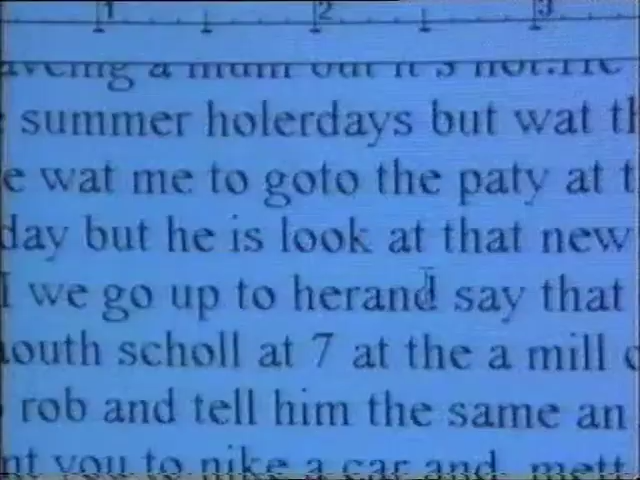 1 2 3
summer holerdays but wat
e wat me to goto the paty at t
day but he is look at that new
I we go up to herand say that
outh scholl at 7 at the a mill
rob and tell him the same an
nt you to nike a car and mett